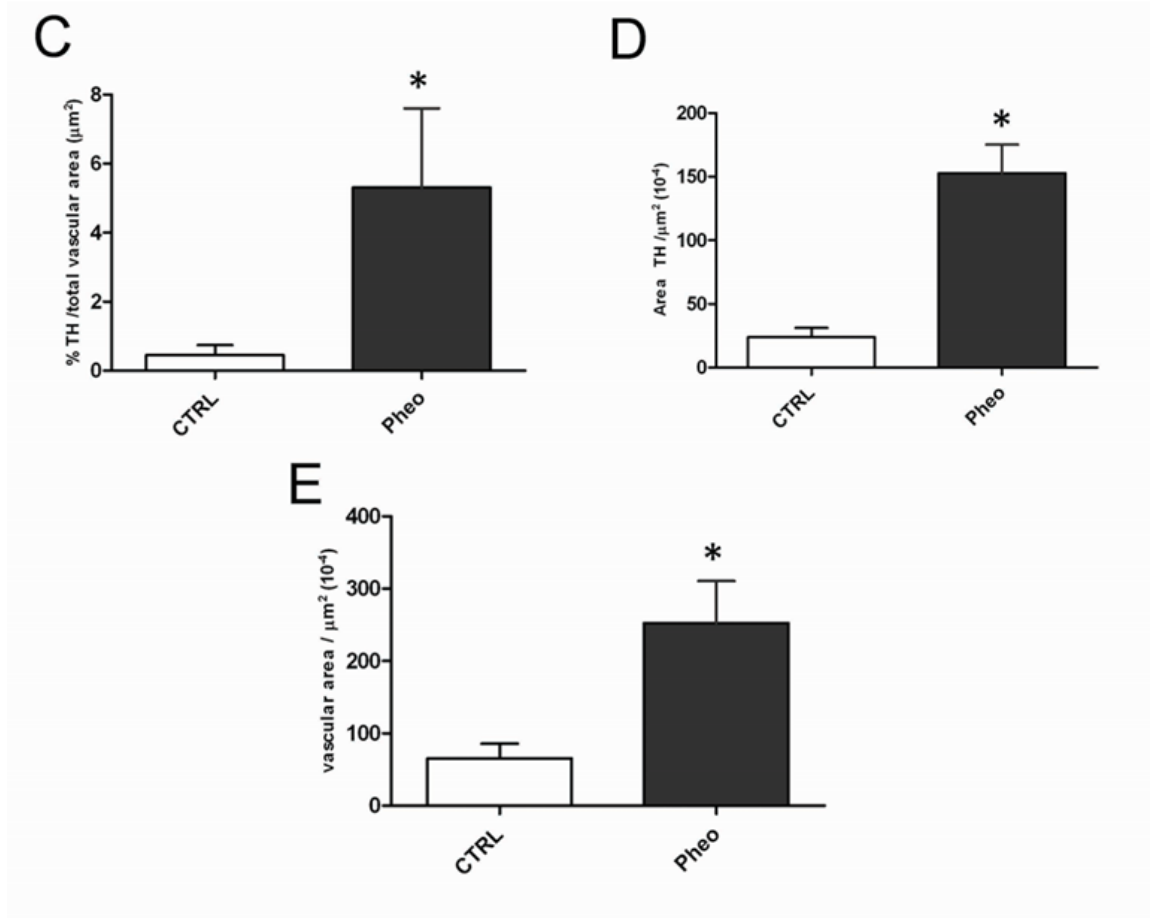 C
% TH /total vascular area (μm²)
8
6
4
2
0
*
CTRL
Pheo
D
Area TH /μm² (10⁻⁴)
200
150
100
50
0
*
CTRL
Pheo
E
vascular area / μm² (10⁻⁴)
400
300
200
100
0
*
CTRL
Pheo